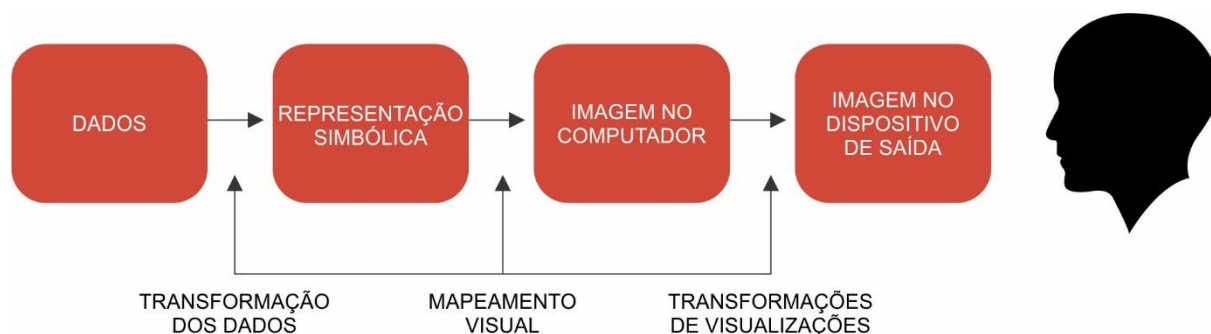 DADOS
REPRESENTAÇÃO
SIMBÓLICA
IMAGEM NO
COMPUTADOR
IMAGEM NO
DISPOSITIVO
DE SAÍDA
TRANSFORMAÇÃO
DOS DADOS
MAPEAMENTO
VISUAL
TRANSFORMAÇÕES
DE VISUALIZAÇÕES